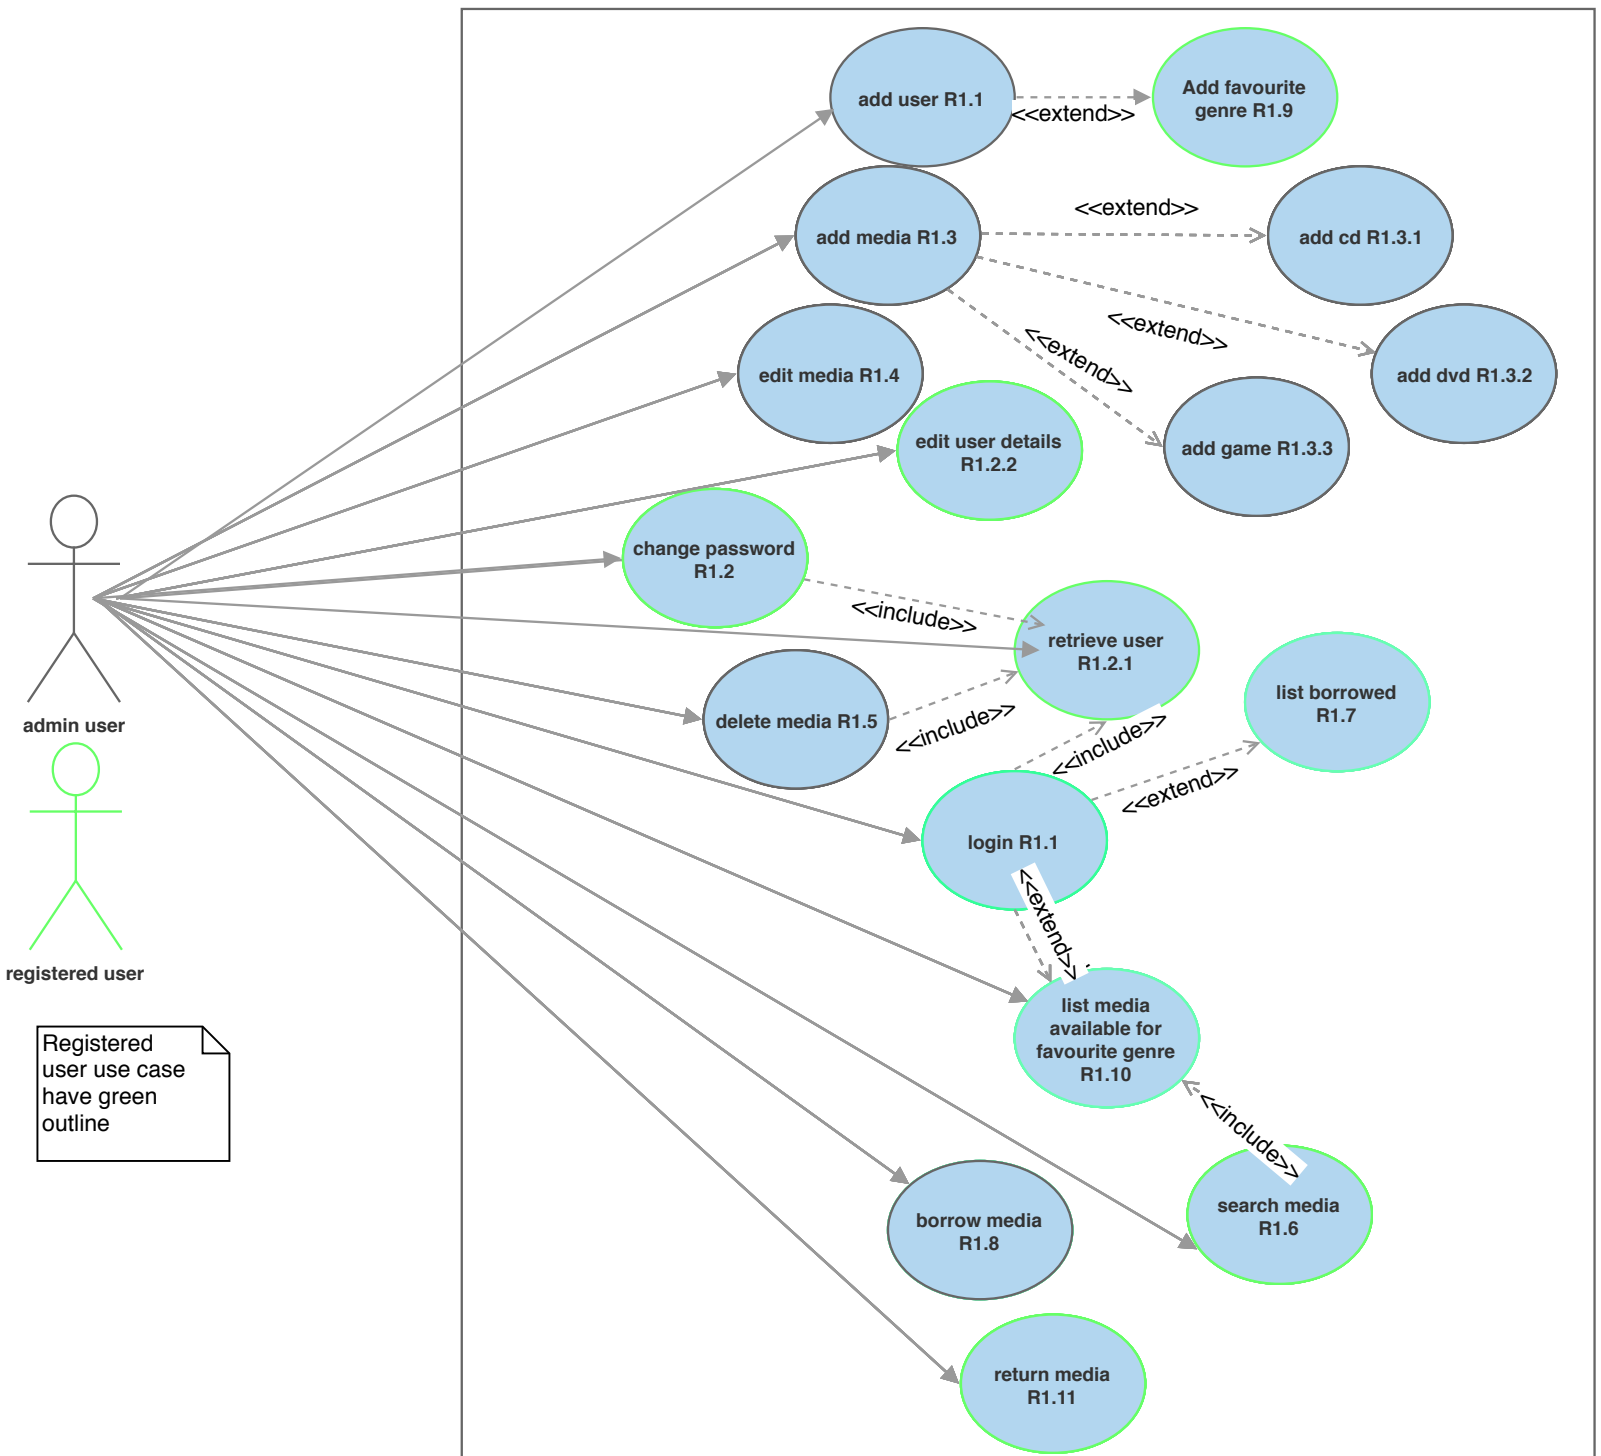 add user R1.1
<<extend>>
Add favourite
genre R1.9
add media R1.3
<<extend>>
add cd R1.3.1
<<extend>>
add dvd R1.3.2
<<extend>>
add game R1.3.3
edit media R1.4
edit user details
R1.2.2
change password
R1.2
<<include>>
retrieve user
R1.2.1
delete media R1.5
<<include>>
<<include>>
list borrowed
R1.7
<<extend>>
login R1.1
<<extend>>
list media
available for
favourite genre
R1.10
<<include>>
search media
R1.6
borrow media
R1.8
return media
R1.11
admin user
registered user
Registered
user use case
have green
outline